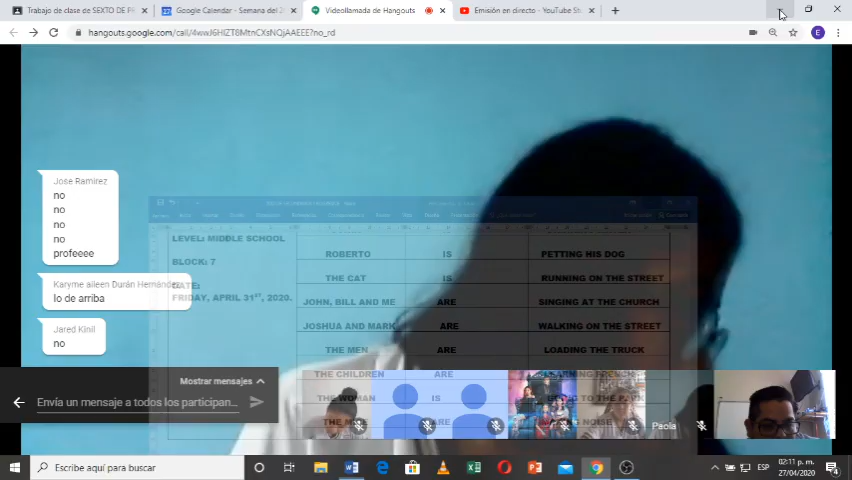 Trabajo de clase de SEXTO DE PR
Google Calendar - Semana del 2
Videollamada de Hangouts
Emisión en directo - YouTube St
hangouts.google.com/call/
E
Jose Ramirez
no
no
no
no
profeeee
Karyme aileen Durán Hernández
lo de arriba
Jared Kinil
no
LEVEL: MIDDLE SCHOOL
BLOCK: 7
DATE:
FRIDAY, APRIL 31ST, 2020.
ROBERTO IS PETTING HIS DOG
THE CAT IS RUNNING ON THE STREET
JOHN, BILL AND ME ARE SINGING AT THE CHURCH
JOSHUA AND MARK ARE WALKING ON THE STREET
THE MEN ARE LOADING THE TRUCK
THE CHILDREN ARE LEARNING FRENCH
THE WOMAN IS
ARE
Mostrar mensajes
Envía un mensaje a todos los participan...
Paola
Escribe aquí para buscar
ESP
02:11 p. m.
27/04/2020
4